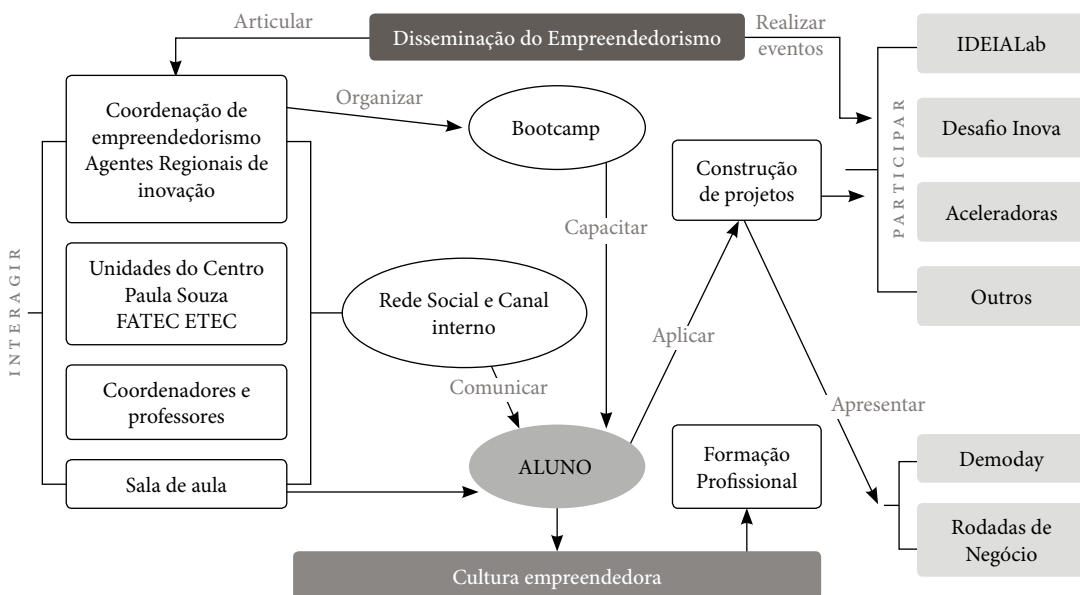 Articular
Disseminação do Empreendedorismo
Realizar
eventos
IDEIALab
Coordenação de
empreendedorismo
Agentes Regionais de
inovação
Organizar
Bootcamp
Construção
de projetos
PARTICIPAR
Desafio Inova
Aceleradoras
Outros
INTERAGIR
Unidades do Centro
Paula Souza
FATEC ETEC
Capacitar
Rede Social e Canal
interno
Aplicar
Coordenadores e
professores
Comunicar
Apresentar
Sala de aula
ALUNO
Formação
Profissional
Demoday
Rodadas de
Negócio
Cultura empreendedora